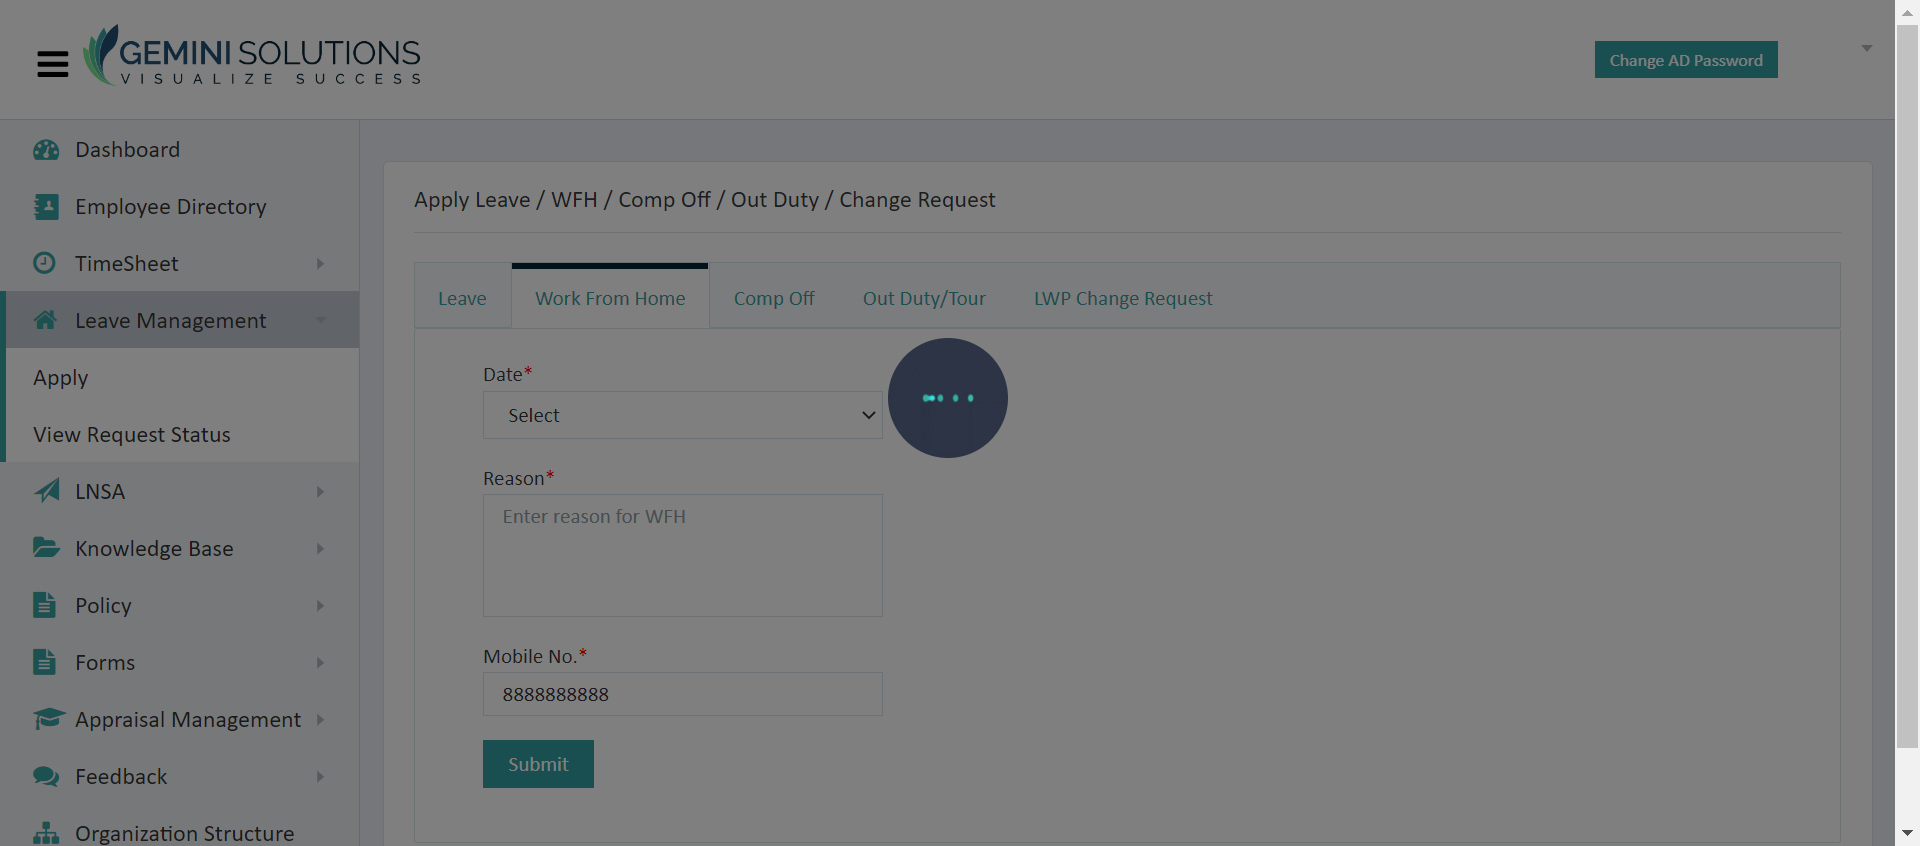 GEMINI SOLUTIONS
VISUALIZE SUCCESS
Change AD Password
Dashboard
Employee Directory
TimeSheet
Leave Management
Apply
View Request Status
LNSA
Knowledge Base
Policy
Forms
Appraisal Management
Feedback
Organization Structure
Apply Leave / WFH / Comp Off / Out Duty / Change Request
Leave Work From Home Comp Off Out Duty/Tour LWP Change Request
Date*
Select
Reason*
Enter reason for WFH
Mobile No.*
8888888888
Submit